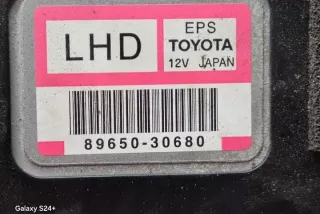 LHD
EPS
TOYOTA
12V JAPAN
89650-30680
Galaxy S24+